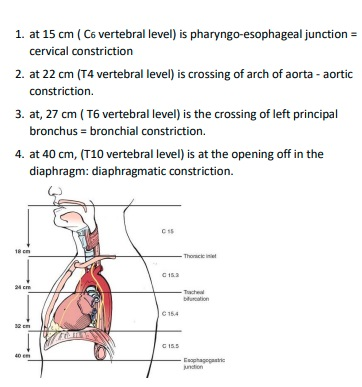 1. at 15 cm ( C6 vertebral level) is pharyngo-esophageal junction =
cervical constriction
2. at 22 cm (T4 vertebral level) is crossing of arch of aorta - aortic
constriction.
3. at, 27 cm ( T6 vertebral level) is the crossing of left principal
bronchus = bronchial constriction.
4. at 40 cm, (T10 vertebral level) is at the opening off in the
diaphragm: diaphragmatic constriction.
C 15
18 cm
Thoracic inlet
C 15.3
24 cm
Tracheal
bifurcation
C 15.4
32 cm
C 15.5
40 cm
Esophagogastric
junction